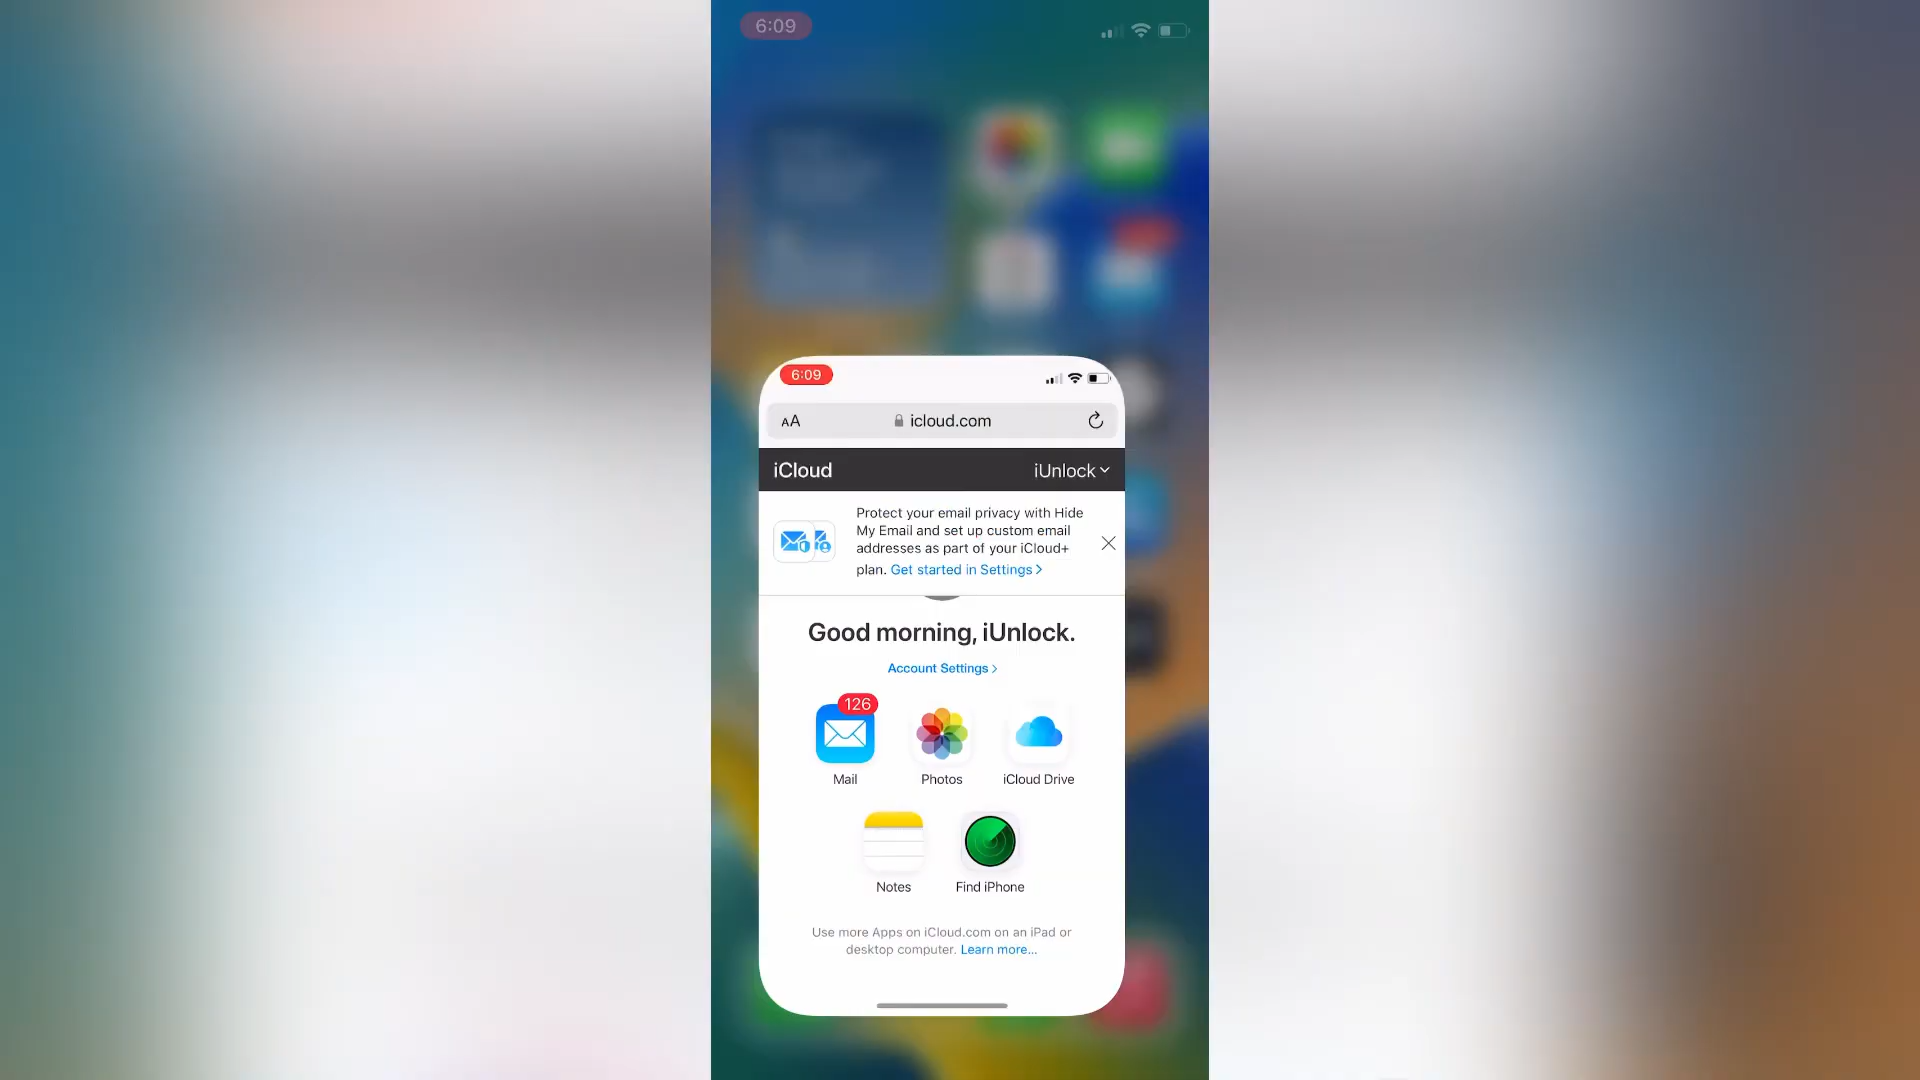 6:09
6:09
AA
icloud.com
iCloud
iUnlock
Protect your email privacy with Hide
My Email and set up custom email
addresses as part of your iCloud+
plan. Get started in Settings >
Good morning, iUnlock.
Account Settings >
126
Mail
Photos
iCloud Drive
Notes
Find iPhone
Use more Apps on iCloud.com on an iPad or
desktop computer. Learn more...